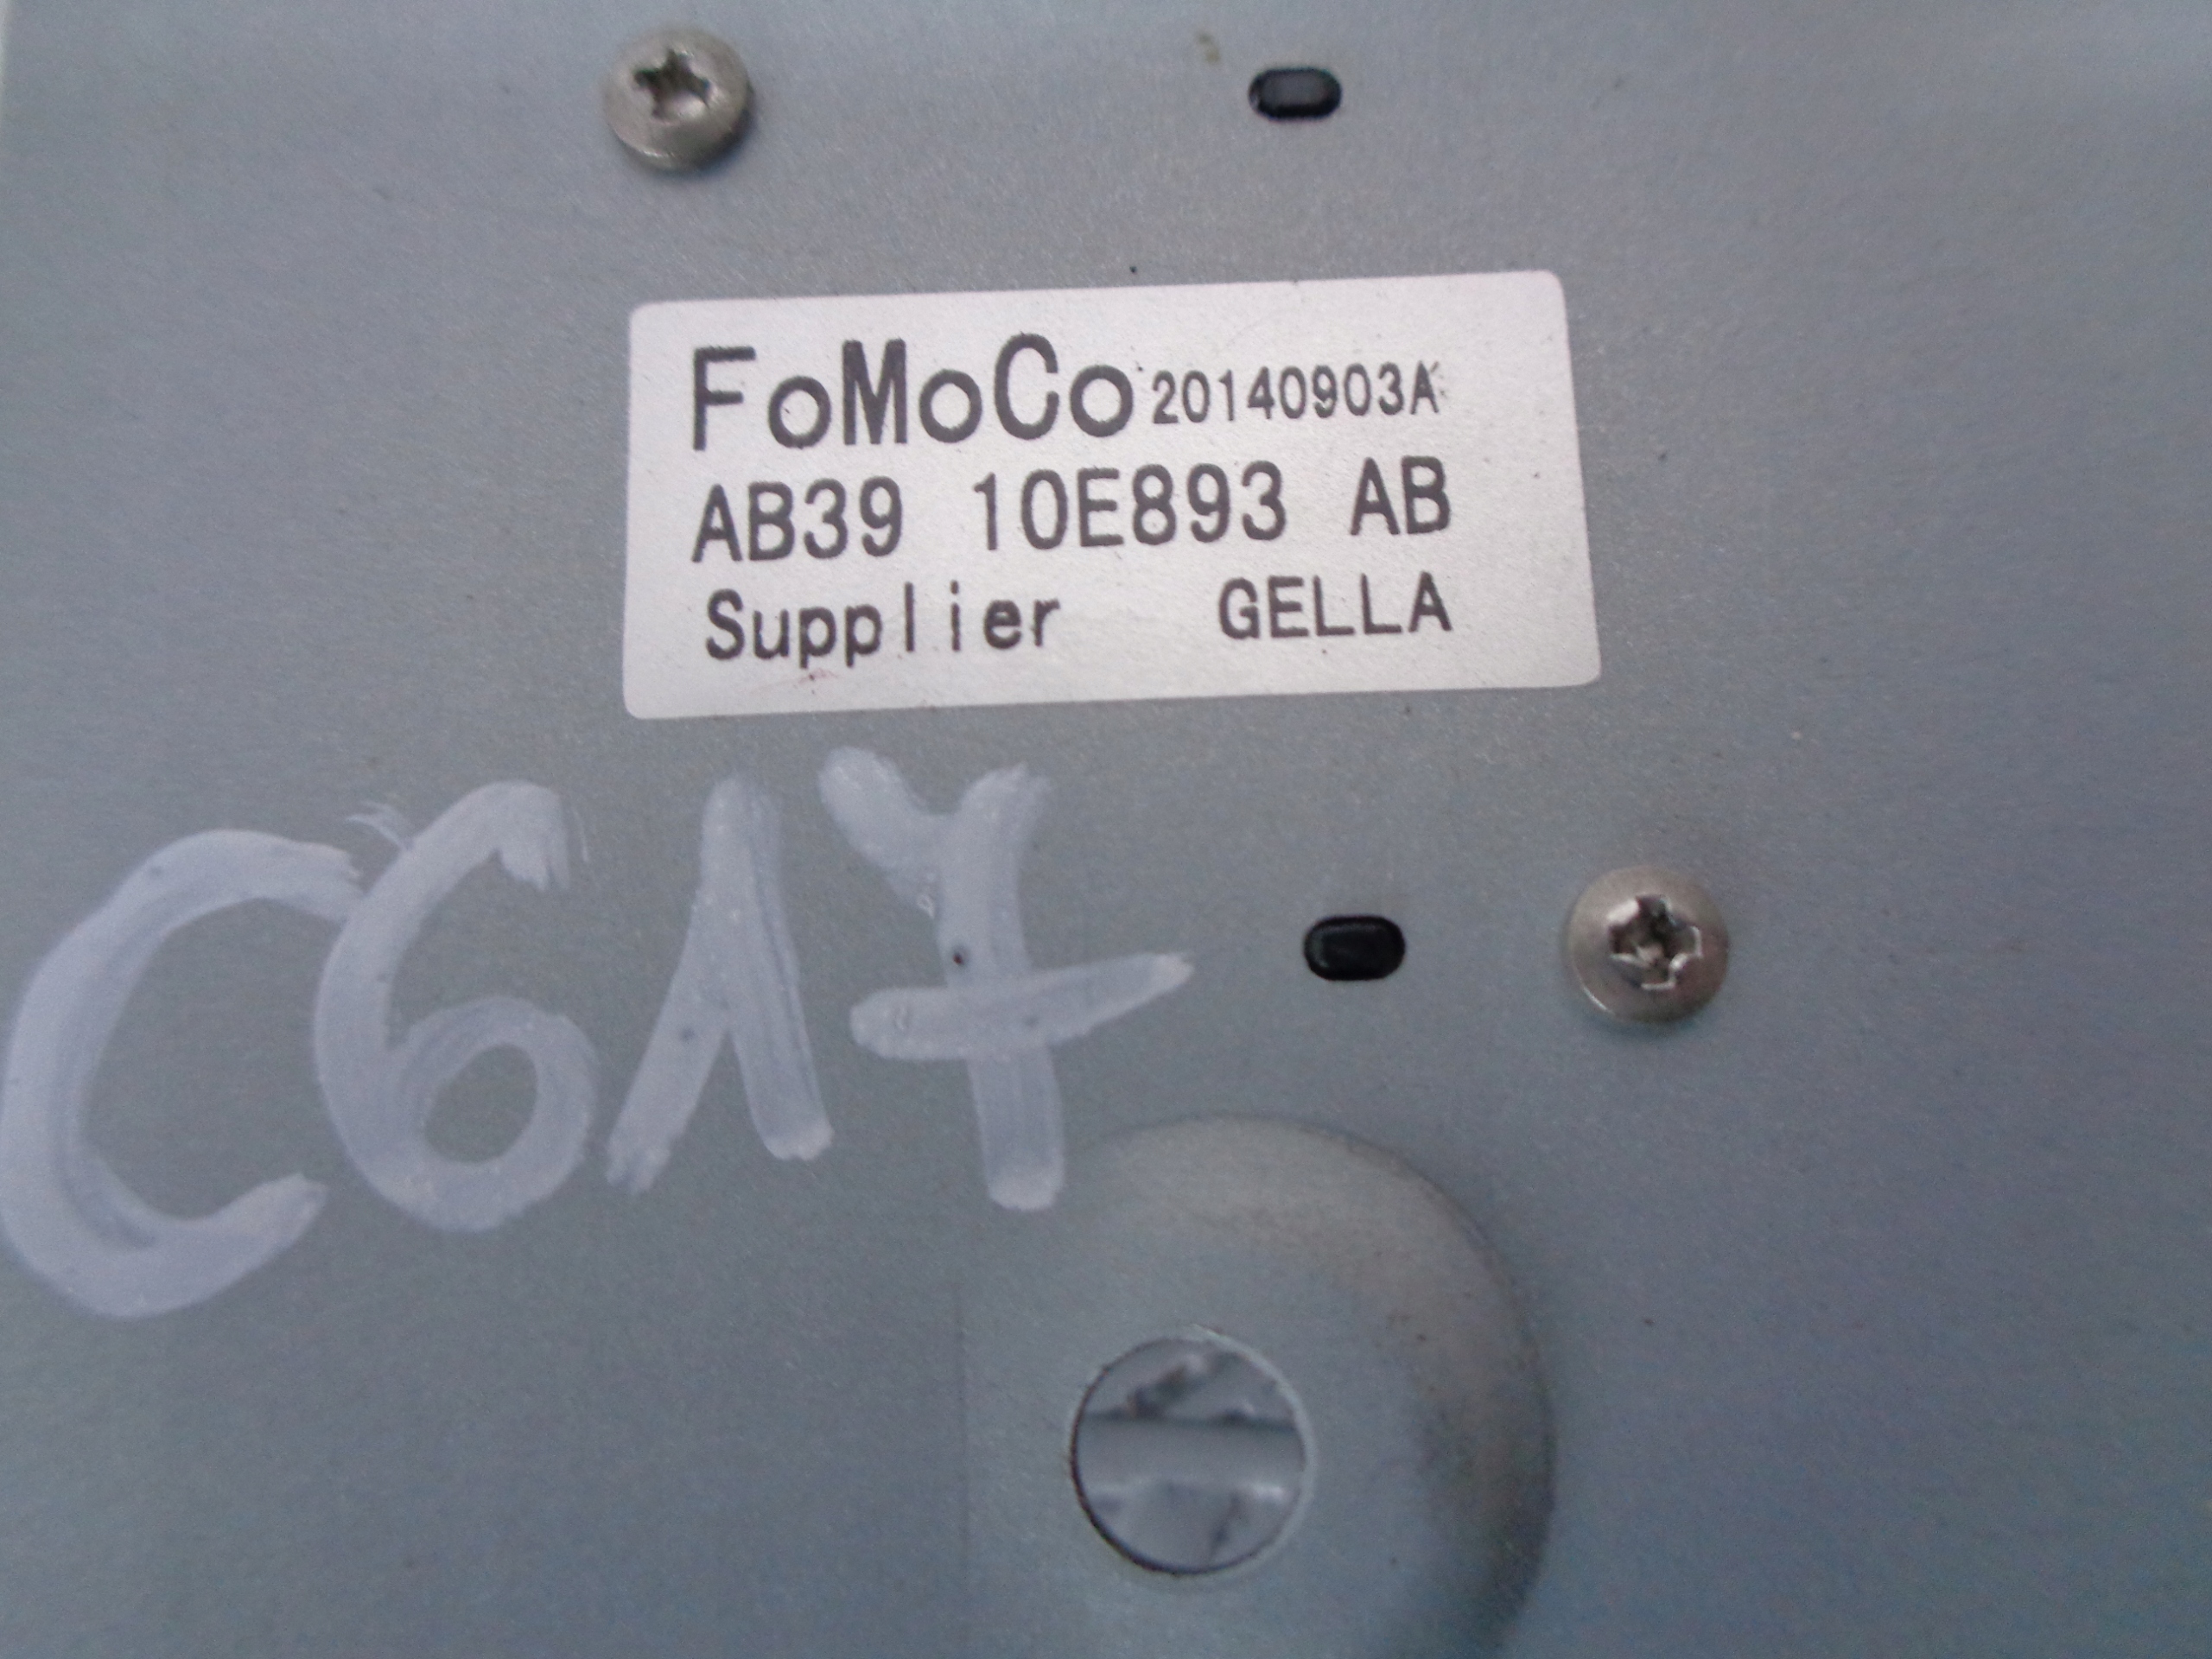 FoMoCo 20140903A
AB39 10E893 AB
Supplier GELLA
C617